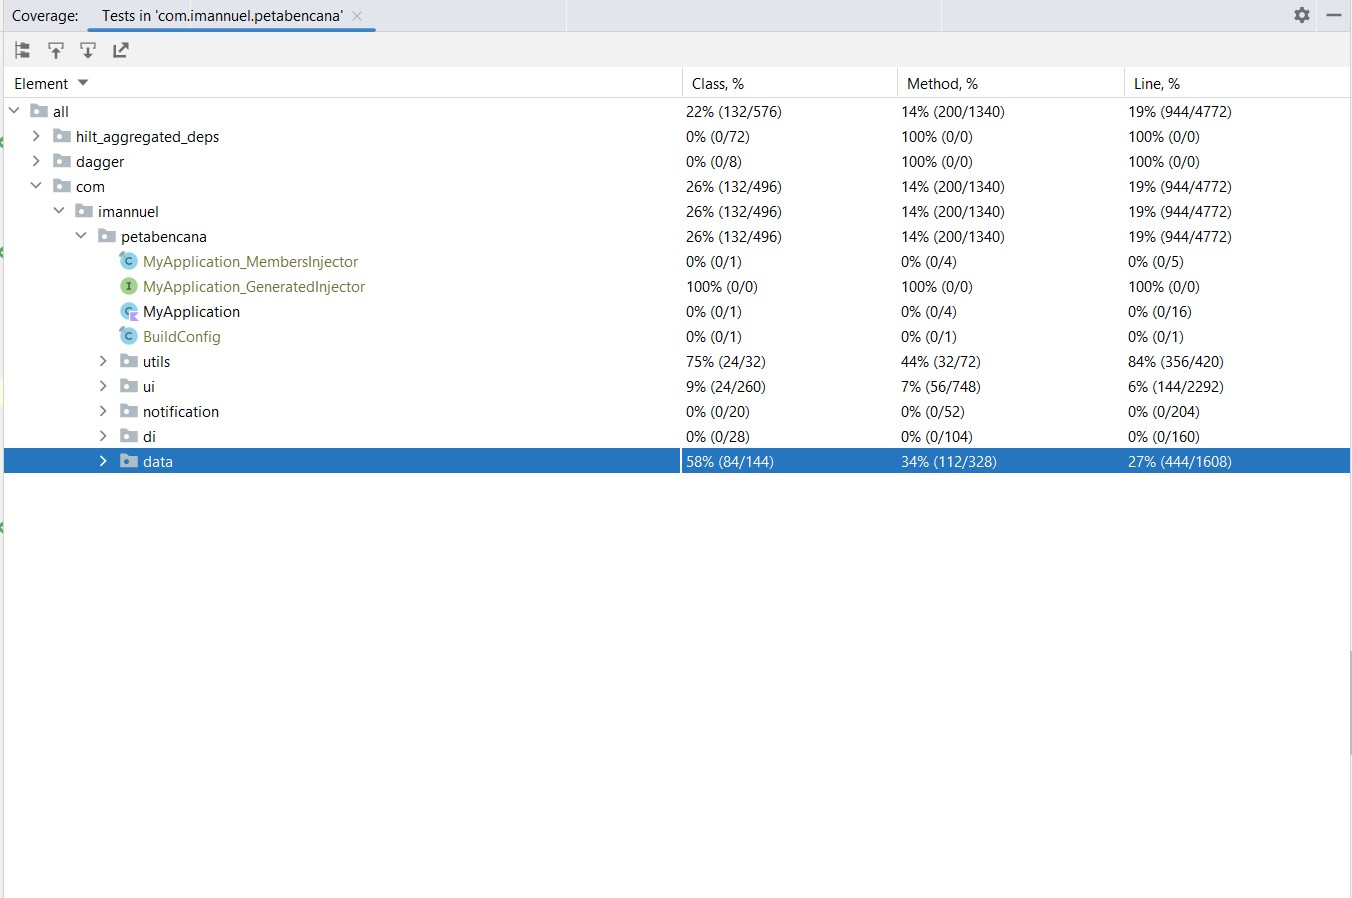 Coverage: Tests in 'com.imannuel.petabencana'
Element Class, % Method, % Line, %
all 22% (132/576) 14% (200/1340) 19% (944/4772)
hilt_aggregated_deps 0% (0/72) 100% (0/0) 100% (0/0)
dagger 0% (0/8) 100% (0/0) 100% (0/0)
com 26% (132/496) 14% (200/1340) 19% (944/4772)
imannuel 26% (132/496) 14% (200/1340) 19% (944/4772)
petabencana 26% (132/496) 14% (200/1340) 19% (944/4772)
MyApplication_MembersInjector 0% (0/1) 0% (0/4) 0% (0/5)
MyApplication_GeneratedInjector 100% (0/0) 100% (0/0) 100% (0/0)
MyApplication 0% (0/1) 0% (0/4) 0% (0/16)
BuildConfig 0% (0/1) 0% (0/1) 0% (0/1)
utils 75% (24/32) 44% (32/72) 84% (356/420)
ui 9% (24/260) 7% (56/748) 6% (144/2292)
notification 0% (0/20) 0% (0/52) 0% (0/204)
di 0% (0/28) 0% (0/104) 0% (0/160)
data 58% (84/144) 34% (112/328) 27% (444/1608)